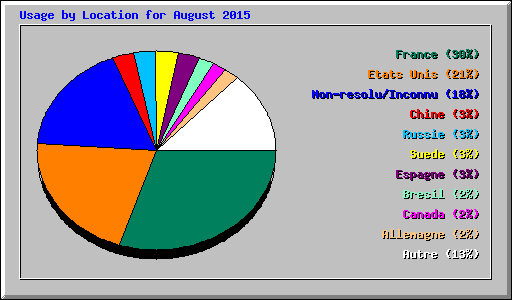 Usage by Location for August 2015
France (30%)
Etats Unis (21%)
Non-resolu/Inconnu (18%)
Chine (3%)
Russie (3%)
Suede (3%)
Espagne (3%)
Bresil (2%)
Canada (2%)
Allemagne (2%)
Autre (13%)